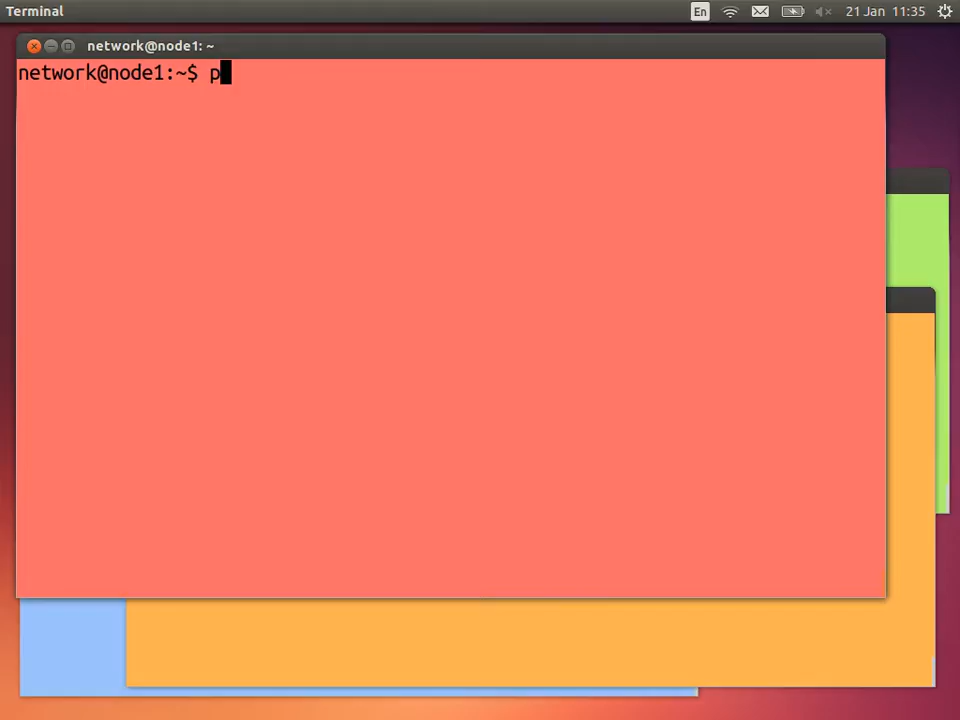 Terminal
En
21 Jan 11:35
network@node1: ~
network@node1:~$ p